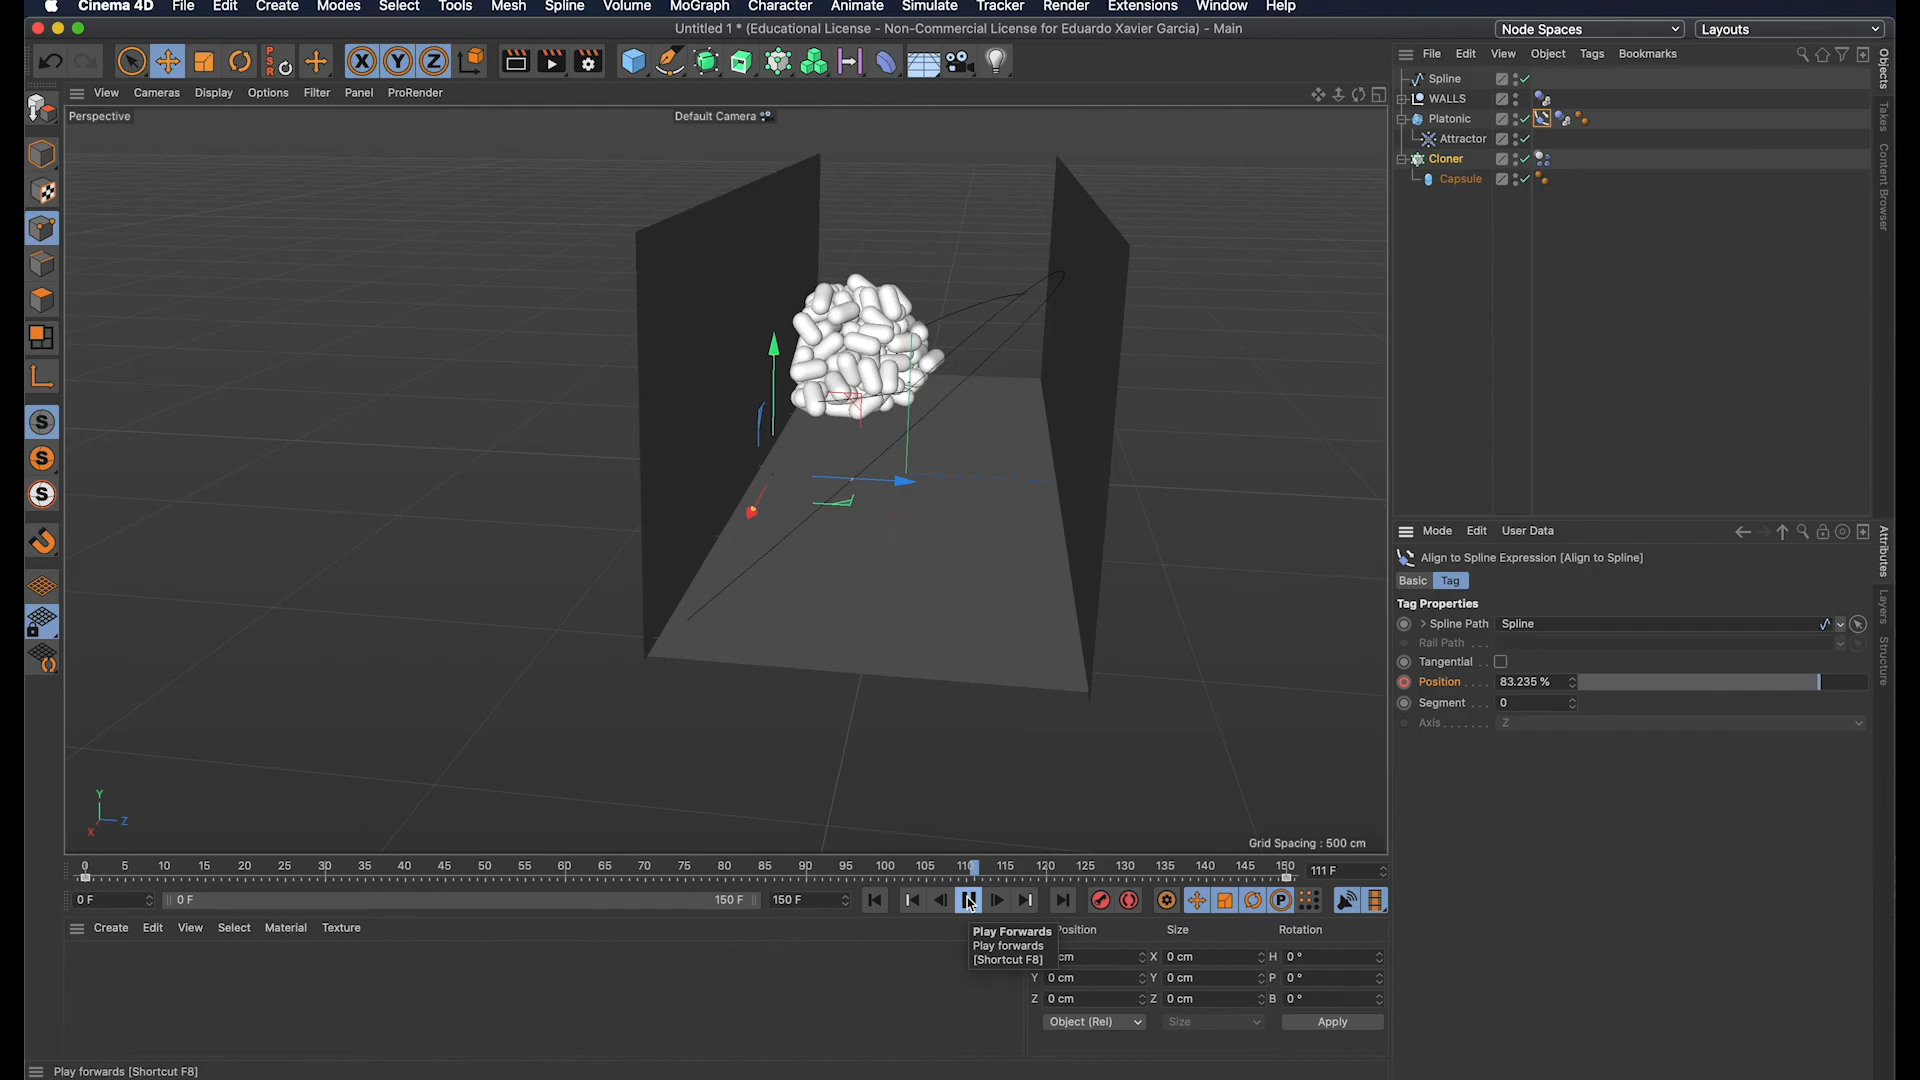 Cinema 4D File Edit Create Modes Select Tools Mesh Spline Volume MoGraph Character Animate Simulate Tracker Render Extensions Window Help
Untitled 1 * (Educational License - Non-Commercial License for Eduardo Xavier Garcia) - Main
Node Spaces Layouts
PSR X Y Z
File Edit View Object Tags Bookmarks
View Cameras Display Options Filter Panel ProRender
Perspective
Default Camera
Spline
WALLS
Platonic
Attractor
Cloner
Capsule
Objects
Takes
Content Browser
S
S
S
Mode Edit User Data
Align to Spline Expression [Align to Spline]
Basic Tag
Tag Properties
Spline Path Spline
Rail Path
Tangential
Position 83.235 %
Segment 0
Axis Z
Attributes
Layers
Structure
Y
Z
X
Grid Spacing : 500 cm
0 5 10 15 20 25 30 35 40 45 50 55 60 65 70 75 80 85 90 95 100 105 110 115 120 125 130 135 140 145 150 111 F
0 F 0 F 150 F 150 F P
Create Edit View Select Material Texture
Play Forwards
Play forwards
[Shortcut F8]
osition Size Rotation
cm X 0 cm H 0 °
Y 0 cm Y 0 cm P 0 °
Z 0 cm Z 0 cm B 0 °
Object (Rel) Size Apply
Play forwards [Shortcut F8]